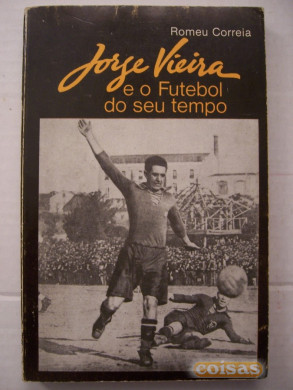 Romeu Correia
Jorge Vieira
e o Futebol
do seu tempo
coisas